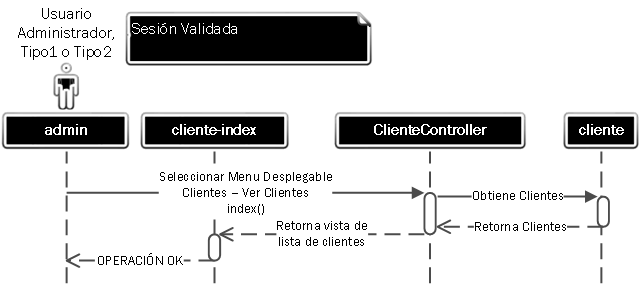 Usuario
Administrador,
Tipo1 o Tipo2
Sesión Validada
admin
cliente-index
ClienteController
cliente
Seleccionar Menu Desplegable
Clientes – Ver Clientes
index()
Obtiene Clientes
Retorna Clientes
Retorna vista de
lista de clientes
OPERACIÓN OK